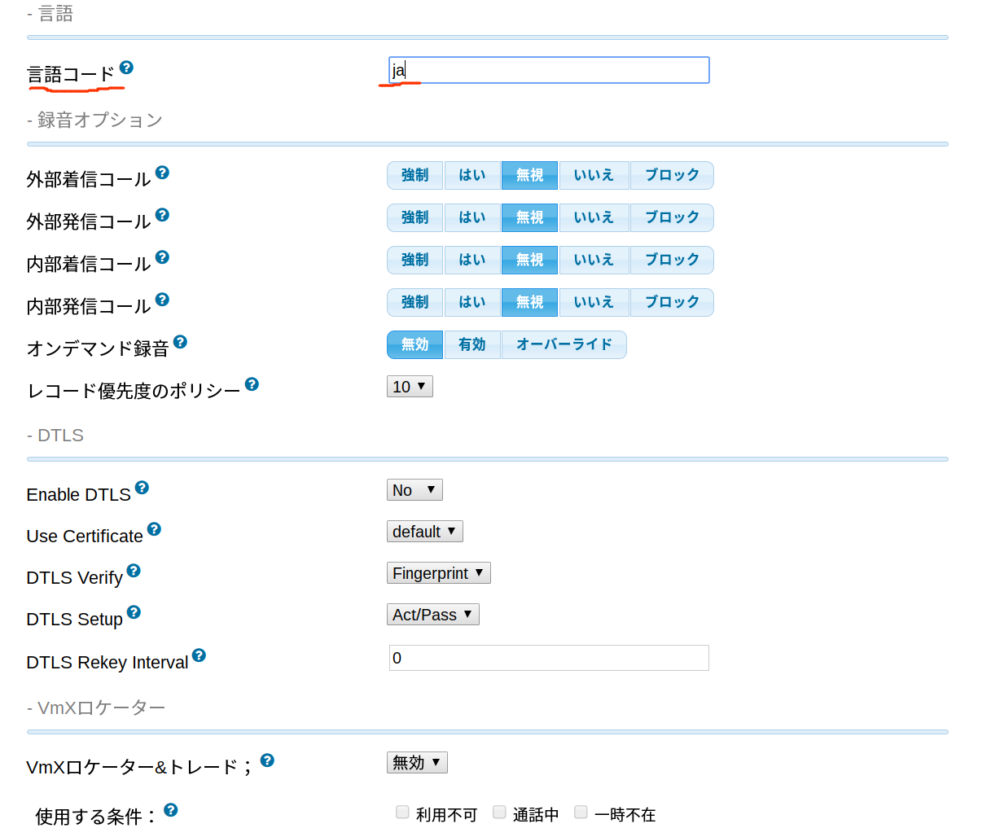 - 言語
言語コード ja
- 録音オプション
外部着信コール 強制 はい 無視 いいえ ブロック
外部発信コール 強制 はい 無視 いいえ ブロック
内部着信コール 強制 はい 無視 いいえ ブロック
内部発信コール 強制 はい 無視 いいえ ブロック
オンデマンド録音 無効 有効 オーバーライド
レコード優先度のポリシー 10
- DTLS
Enable DTLS No
Use Certificate default
DTLS Verify Fingerprint
DTLS Setup Act/Pass
DTLS Rekey Interval 0
- VmXロケーター
VmXロケーター&トレード； 無効
使用する条件： 利用不可 通話中 一時不在